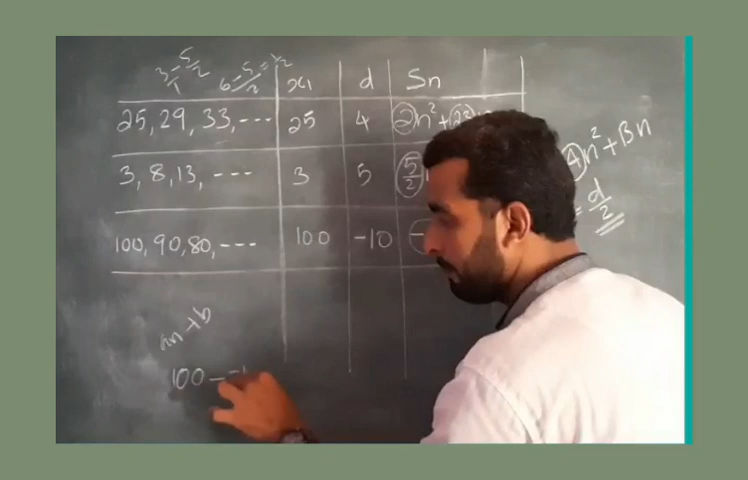 3/1 - 5/2
6 - 5/2 = 1/2
x₁ d Sn
25, 29, 33, --- 25 4 2n² + 23
3, 8, 13, --- 3 5 5/2
100, 90, 80, --- 100 -10 -
4n² + Bn
= d/2
an + b
100 -